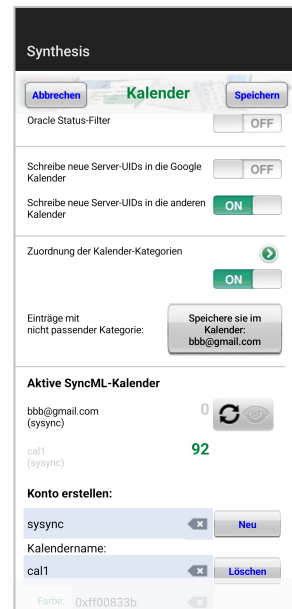 Synthesis
Abbrechen Kalender Speichern
Oracle Status-Filter OFF
Schreibe neue Server-UIDs in die Google OFF
Kalender
Schreibe neue Server-UIDs in die anderen ON
Kalender
Zuordnung der Kalender-Kategorien
ON
Einträge mit
nicht passender Kategorie:
Speichere sie im
Kalender:
bbb@gmail.com
Aktive SyncML-Kalender
bbb@gmail.com 0
(sysync)
cal1 92
(sysync)
Konto erstellen:
sysync Neu
Kalendername:
cal1 Löschen
Farbe: 0xff00833b